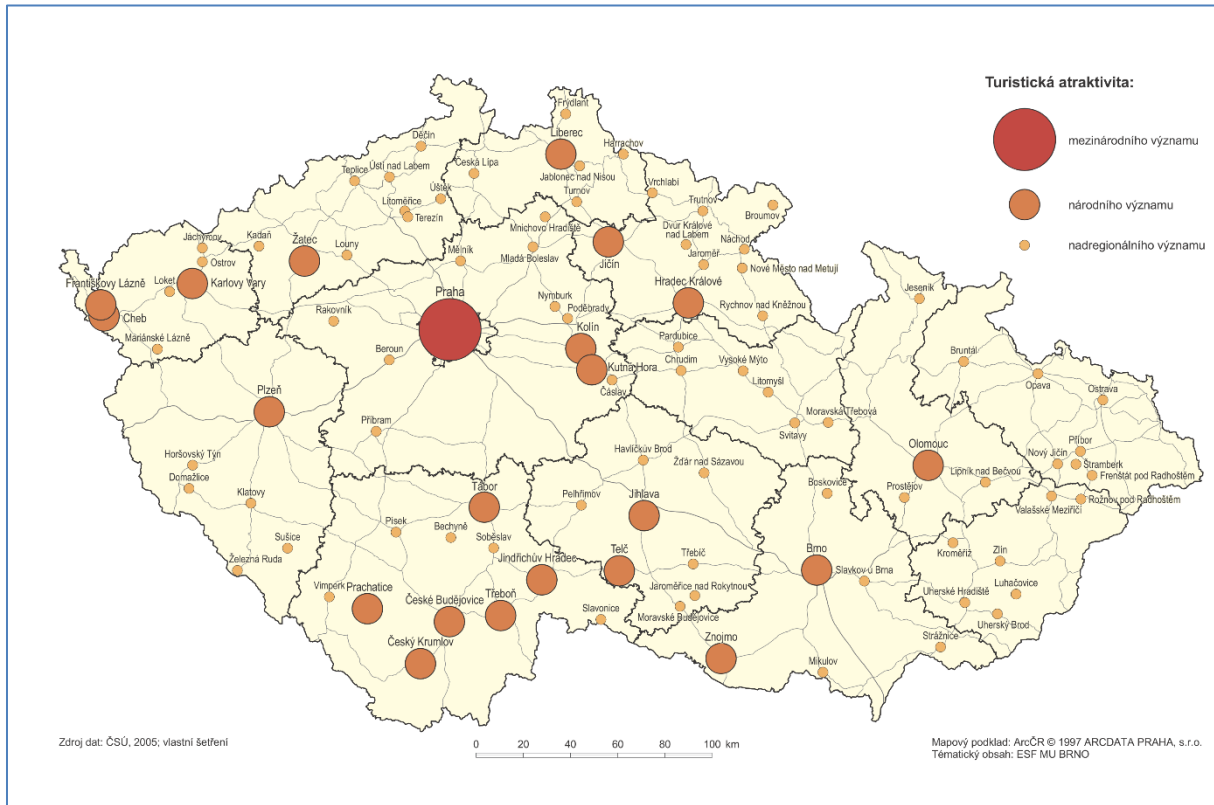 Turistická atraktivita:
mezinárodního významu
národního významu
nadregionálního významu
Frýdlant
Liberec
Děčín
Harrachov
Ústí nad Labem
Teplice
Česká Lípa
Jablonec nad Nisou
Turnov
Vrchlabí
Úštěk
Litoměřice
Terezín
Trutnov
Broumov
Mnichovo Hradiště
Dvůr Králové
nad Labem
Jáchymov
Kadaň
Žatec
Louny
Mělník
Mladá Boleslav
Jičín
Jaroměř
Náchod
Nové Město nad Metují
Ostrov
Františkovy Lázně
Loket
Karlovy Vary
Cheb
Mariánské Lázně
Rakovník
Praha
Nymburk
Poděbrady
Hradec Králové
Rychnov nad Kněžnou
Jeseník
Kolín
Beroun
Kutná Hora
Čáslav
Pardubice
Chrudim
Vysoké Mýto
Litomyšl
Bruntál
Opava
Ostrava
Plzeň
Příbram
Svitavy
Moravská Třebová
Havlíčkův Brod
Žďár nad Sázavou
Olomouc
Příbor
Nový Jičín
Štramberk
Frenštát pod Radhoštěm
Lipník nad Bečvou
Prostějov
Rožnov pod Radhoštěm
Valašské Meziříčí
Horšovský Týn
Domažlice
Klatovy
Tábor
Pelhřimov
Jihlava
Boskovice
Písek
Bechyně
Soběslav
Sušice
Železná Ruda
Jindřichův Hradec
Telč
Třebíč
Brno
Slavkov u Brna
Kroměříž
Zlín
Vimperk
Prachatice
České Budějovice
Třeboň
Jaroměřice nad Rokytnou
Moravské Budějovice
Slavonice
Luhačovice
Uherské Hradiště
Uherský Brod
Český Krumlov
Znojmo
Mikulov
Strážnice
Zdroj dat: ČSÚ, 2005; vlastní šetření
0 20 40 60 80 100 km
Mapový podklad: ArcČR © 1997 ARCDATA PRAHA, s.r.o.
Tématický obsah: ESF MU BRNO